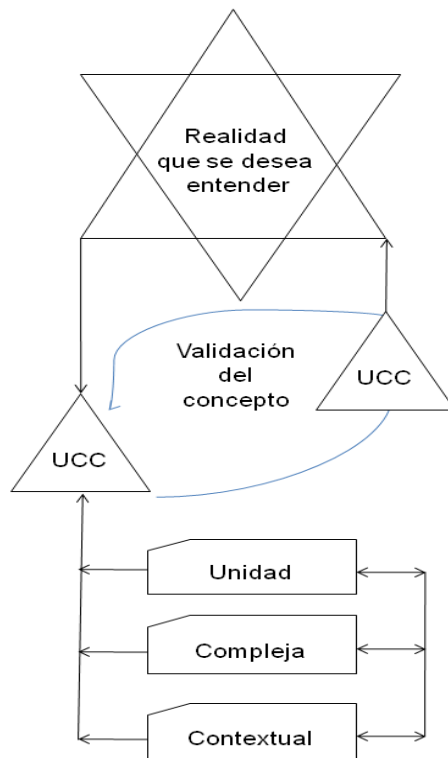 Realidad
que se desea
entender
Validación
del
concepto
UCC
UCC
Unidad
Compleja
Contextual